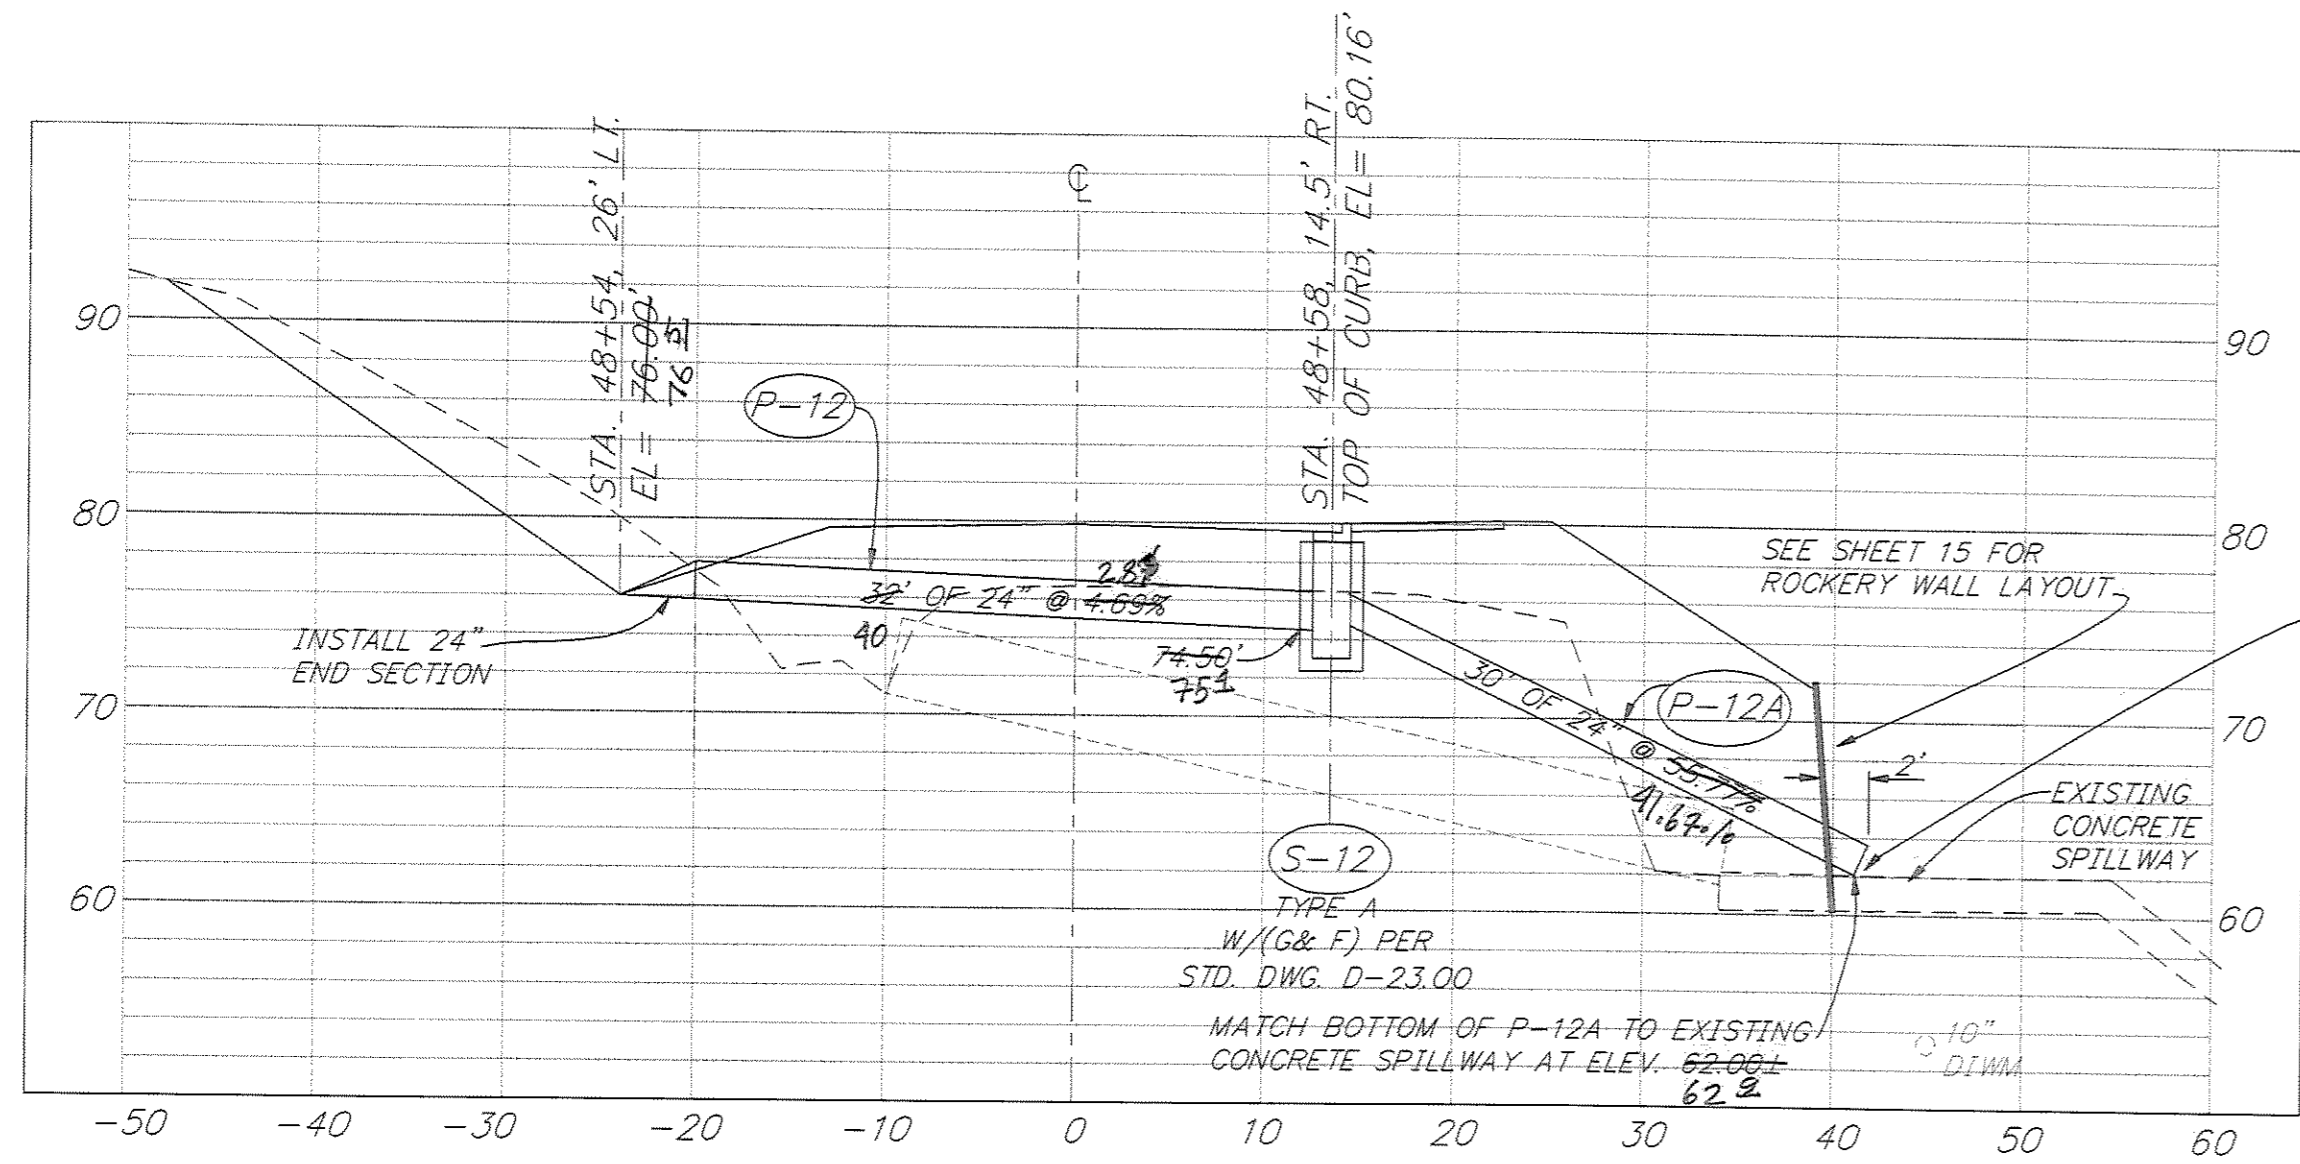 STA. 48+54, 26' LT.
EL= 76.00'
76 5
STA. 48+58, 14.5' RT.
TOP OF CURB, EL= 80.16'
℄
90
90
80
80
70
70
60
60
P-12
32' OF 24" @ 4.69%
40
INSTALL 24"
END SECTION
74.50'
75 1
SEE SHEET 15 FOR
ROCKERY WALL LAYOUT
30' OF 24" @ 55.77%
41.67%
P-12A
2'
EXISTING
CONCRETE
SPILLWAY
S-12
TYPE A
W/(G& F) PER
STD. DWG. D-23.00
MATCH BOTTOM OF P-12A TO EXISTING
CONCRETE SPILLWAY AT ELEV. 62.00±
62
10"
DIWM
-50 -40 -30 -20 -10 0 10 20 30 40 50 60